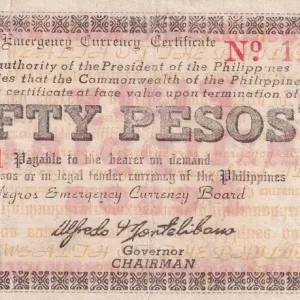 Emergency Currency Certificate Nº 1
authority of the President of the Philippines
ies that the Commonwealth of the Philippine
certificate at face value upon termination of
FTY PESOS
Payable to the bearer on demand
sos or in legal tender currency of the Philippines
Negros Emergency Currency Board
Alfredo Montelibano
Governor
CHAIRMAN